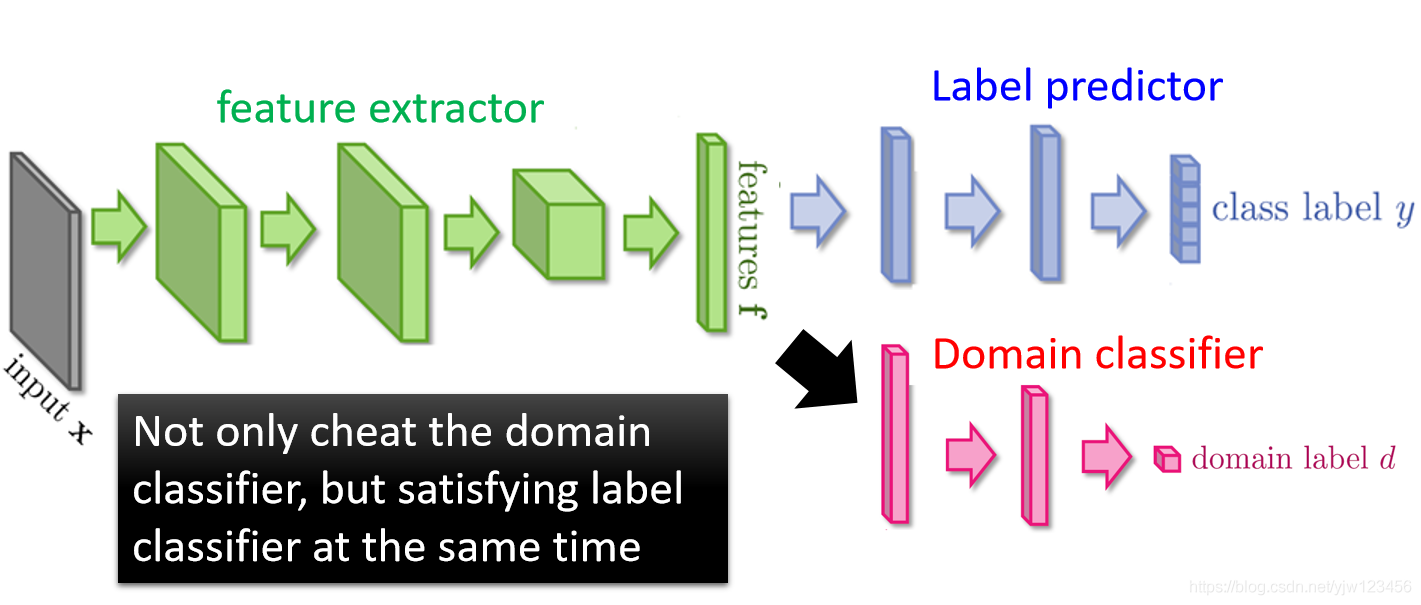 feature extractor
Label predictor
input x
features f
class label y
Domain classifier
domain label d
Not only cheat the domain
classifier, but satisfying label
classifier at the same time
https://blog.csdn.net/yjw123456